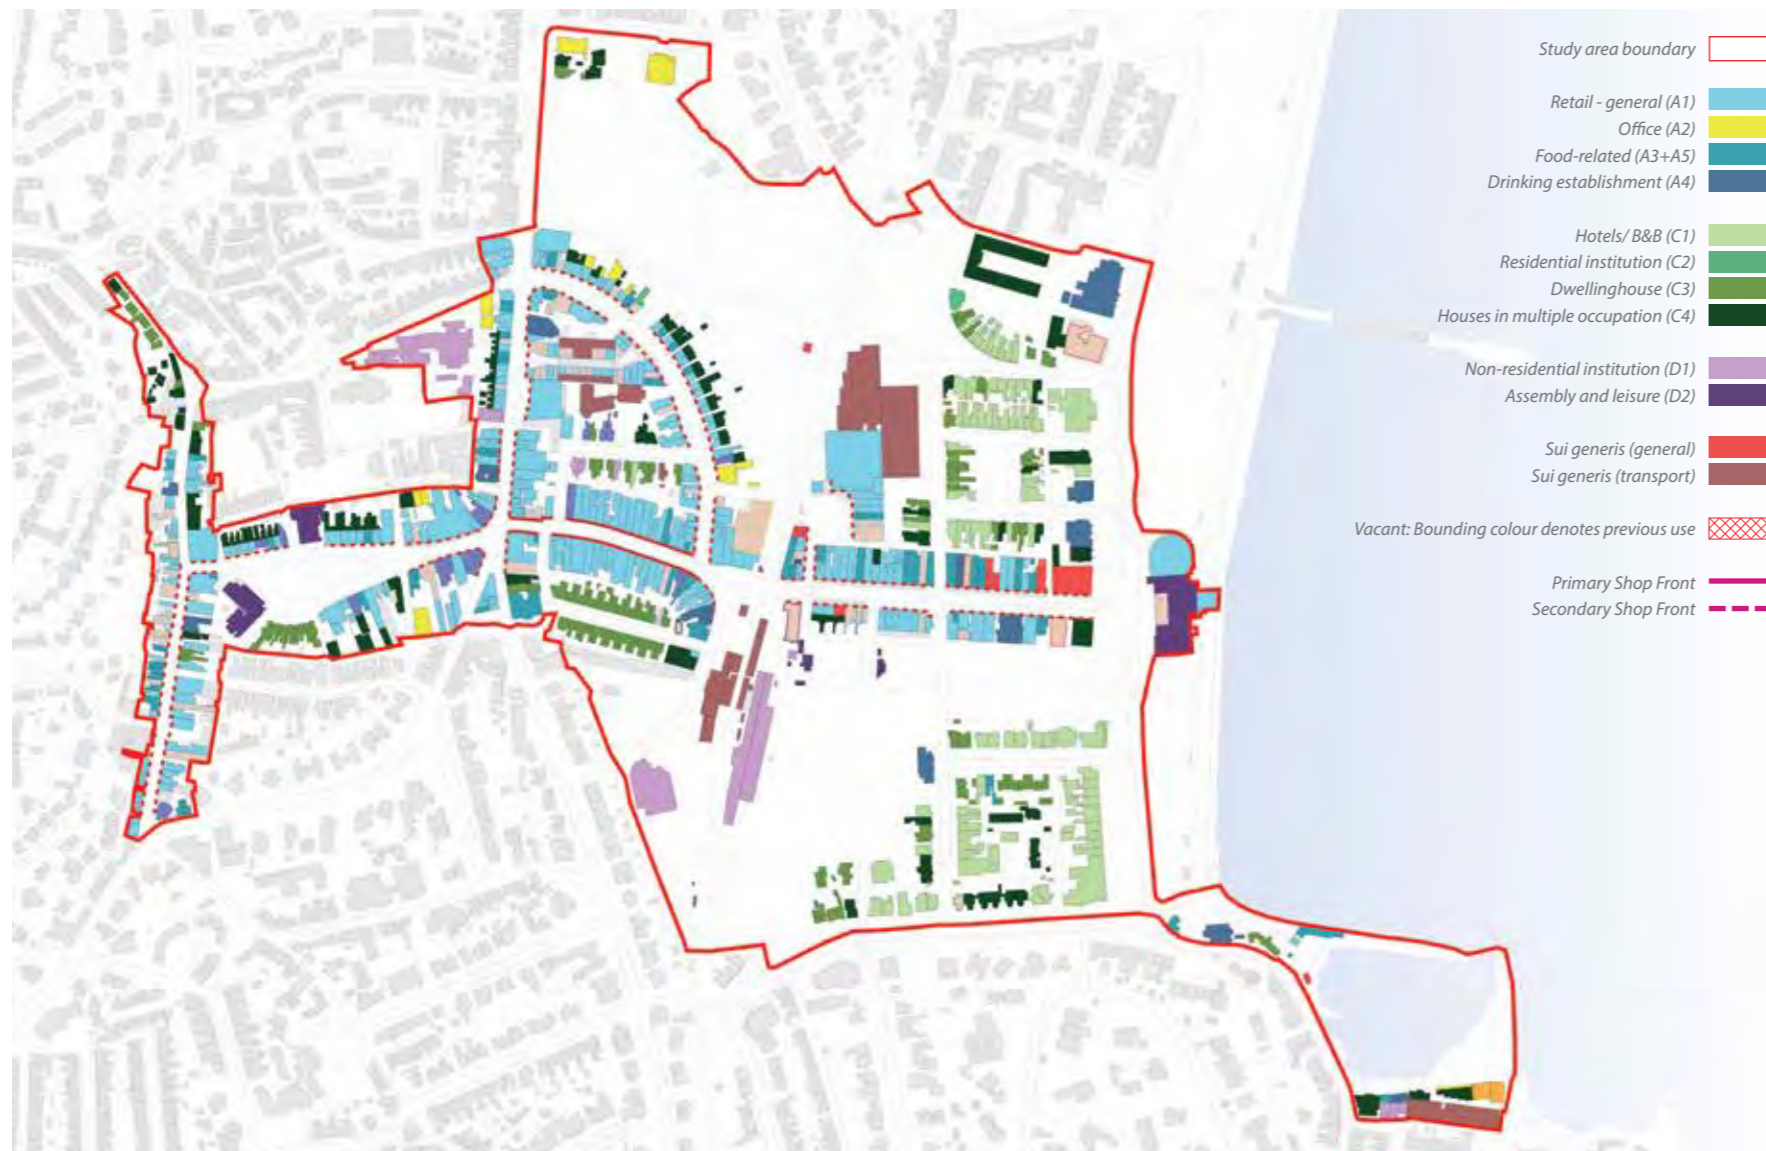 Study area boundary
Retail - general (A1)
Office (A2)
Food-related (A3+A5)
Drinking establishment (A4)
Hotels/ B&B (C1)
Residential institution (C2)
Dwellinghouse (C3)
Houses in multiple occupation (C4)
Non-residential institution (D1)
Assembly and leisure (D2)
Sui generis (general)
Sui generis (transport)
Vacant: Bounding colour denotes previous use
Primary Shop Front
Secondary Shop Front